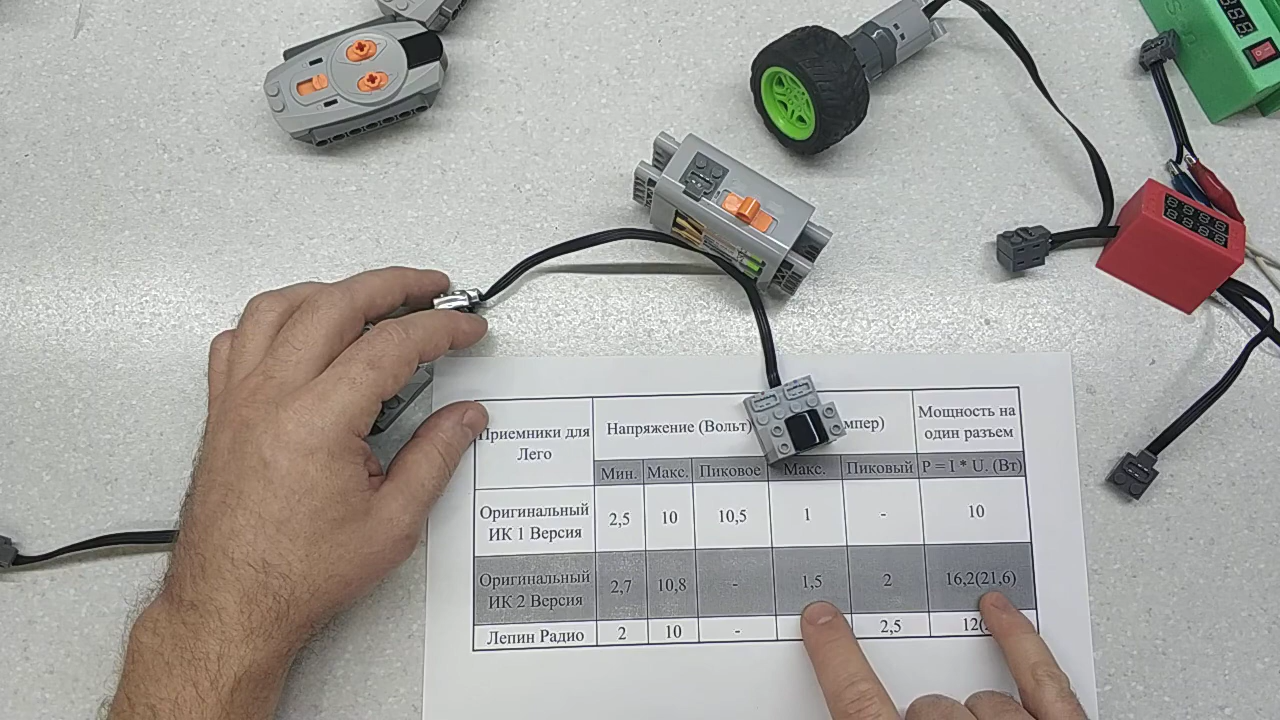 Приемники для
Лего
Напряжение (Вольт)
мпер)
Мощность на
один разъем
Мин.
Макс.
Пиковое
Макс.
Пиковый
P = I * U. (Вт)
Оригинальный
ИК 1 Версия
2,5
10
10,5
1
-
10
Оригинальный
ИК 2 Версия
2,7
10,8
-
1,5
2
16,2(21,6)
Лепин Радио
2
10
-
2,5
12(